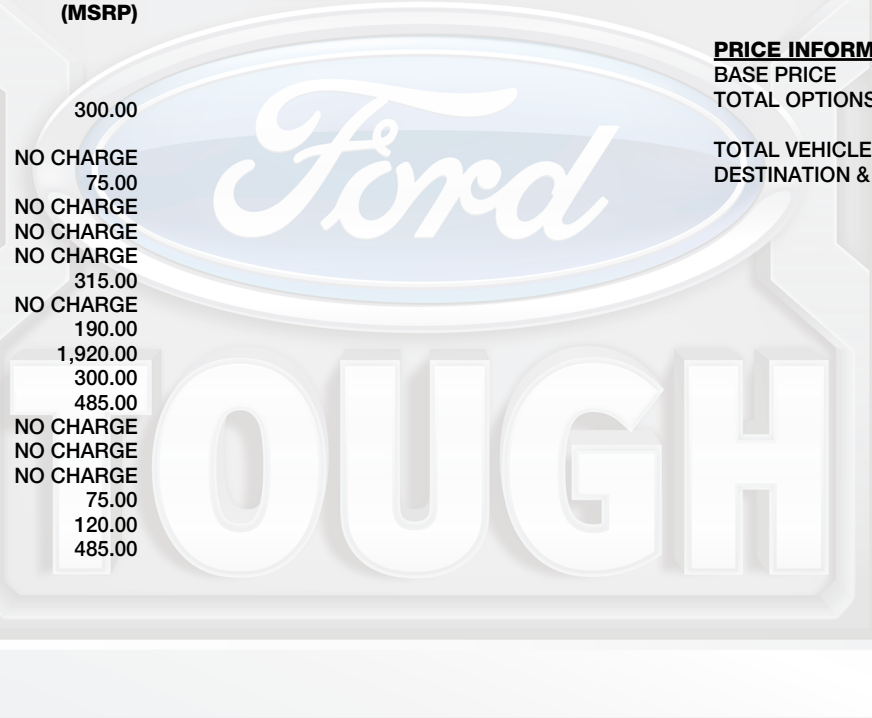 (MSRP)
300.00
NO CHARGE
75.00
NO CHARGE
NO CHARGE
NO CHARGE
315.00
NO CHARGE
190.00
1,920.00
300.00
485.00
NO CHARGE
NO CHARGE
NO CHARGE
75.00
120.00
485.00
PRICE INFORM
BASE PRICE
TOTAL OPTIONS
TOTAL VEHICLE
DESTINATION &
Ford
TOUGH